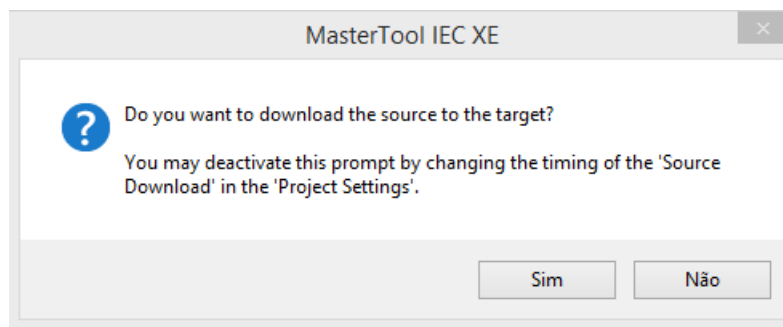 MasterTool IEC XE
Do you want to download the source to the target?
You may deactivate this prompt by changing the timing of the 'Source
Download' in the 'Project Settings'.
Sim
Não